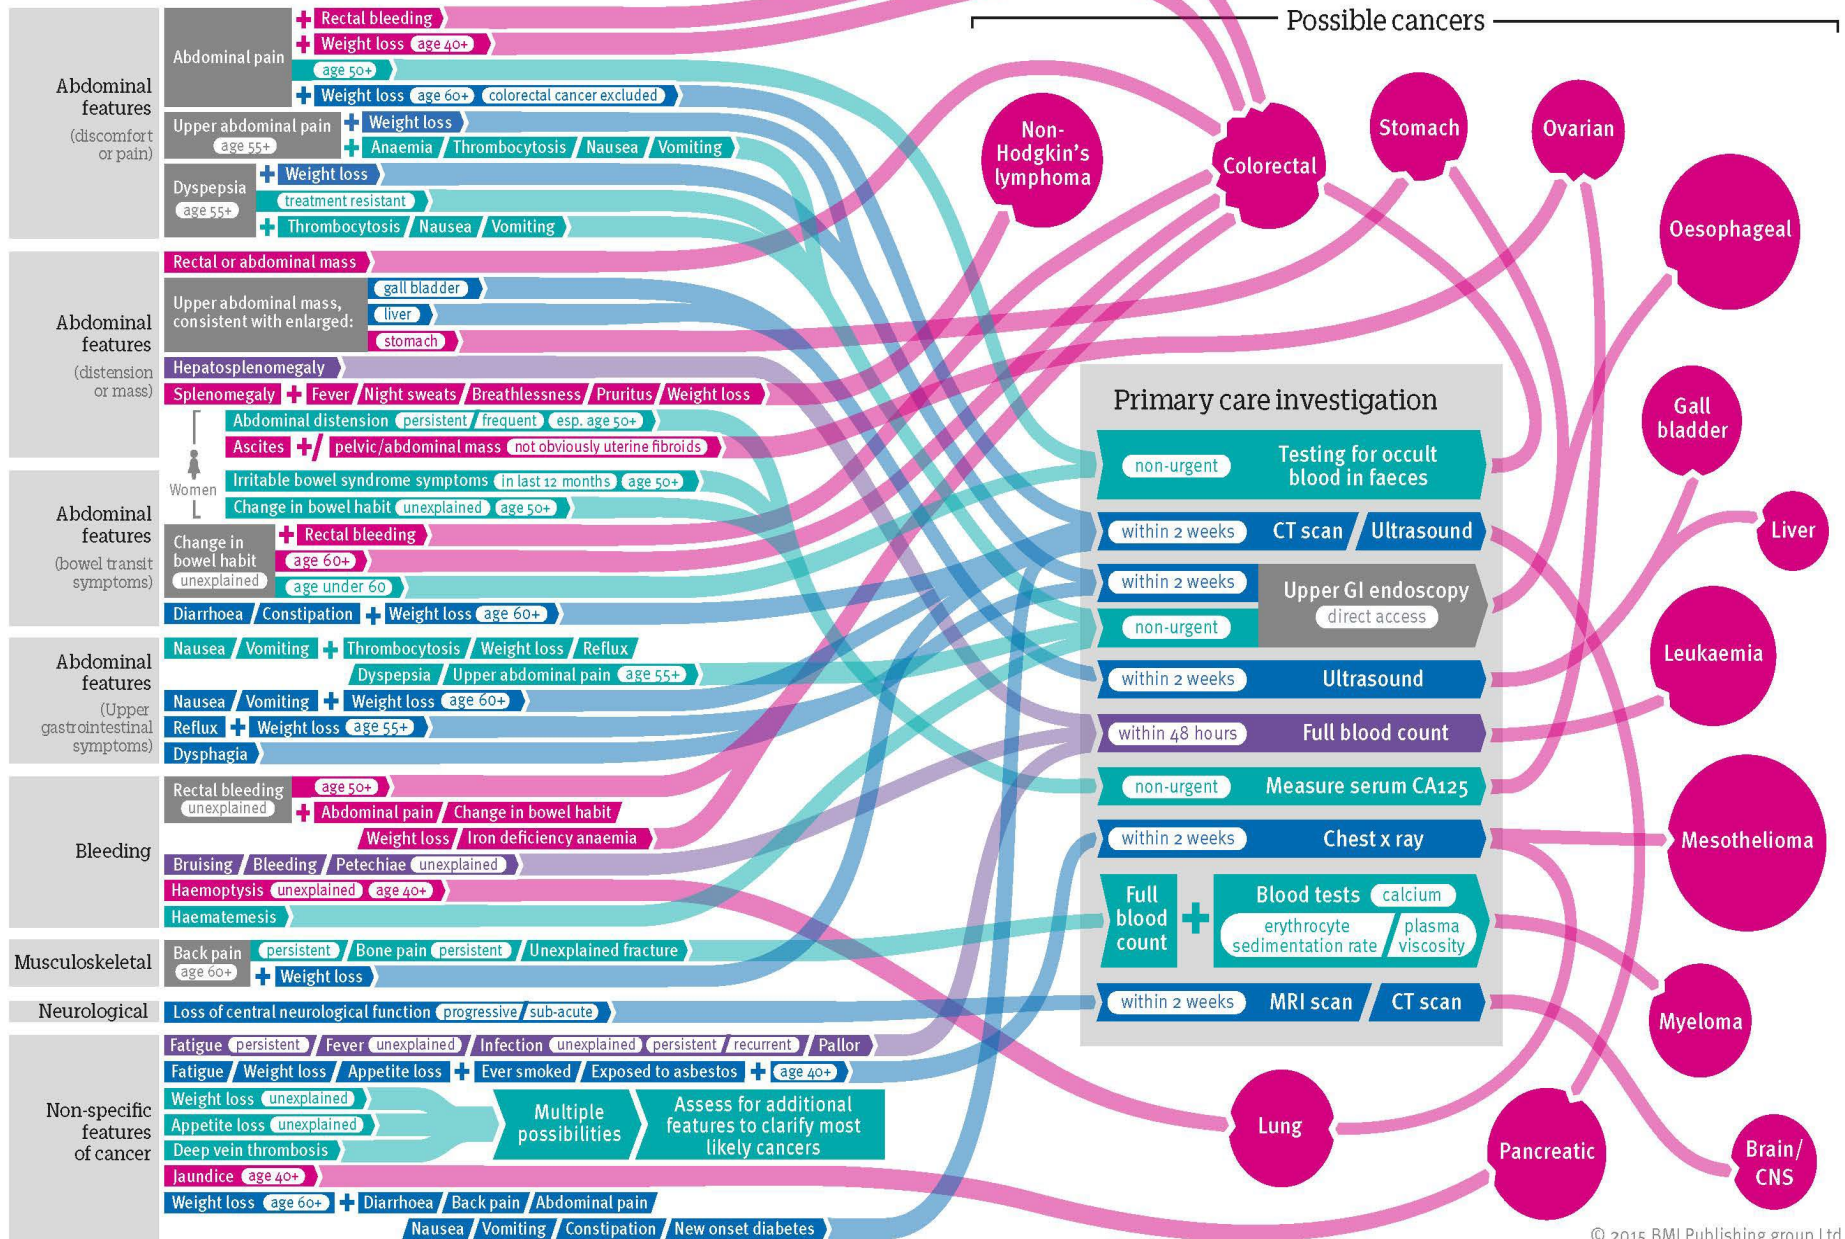 Possible cancers
Abdominal features
(discomfort or pain)
Abdominal pain
+ Rectal bleeding
+ Weight loss age 40+
age 50+
+ Weight loss age 60+ colorectal cancer excluded
Upper abdominal pain
age 55+
+ Weight loss
+ Anaemia / Thrombocytosis / Nausea / Vomiting
Dyspepsia
age 55+
+ Weight loss
treatment resistant
+ Thrombocytosis / Nausea / Vomiting
Abdominal features
(distension or mass)
Rectal or abdominal mass
Upper abdominal mass,
consistent with enlarged:
gall bladder
liver
stomach
Hepatosplenomegaly
Splenomegaly + Fever / Night sweats / Breathlessness / Pruritus / Weight loss
Women
Abdominal distension persistent / frequent esp. age 50+
Ascites +/ pelvic/abdominal mass not obviously uterine fibroids
Abdominal features
(bowel transit symptoms)
Irritable bowel syndrome symptoms in last 12 months age 50+
Change in bowel habit unexplained age 50+
Change in
bowel habit
unexplained
+ Rectal bleeding
age 60+
age under 60
Diarrhoea / Constipation + Weight loss age 60+
Abdominal features
(Upper gastrointestinal symptoms)
Nausea / Vomiting + Thrombocytosis / Weight loss / Reflux
Dyspepsia / Upper abdominal pain age 55+
Nausea / Vomiting + Weight loss age 60+
Reflux + Weight loss age 55+
Dysphagia
Bleeding
Rectal bleeding
unexplained
age 50+
+ Abdominal pain / Change in bowel habit
Weight loss / Iron deficiency anaemia
Bruising / Bleeding / Petechiae unexplained
Haemoptysis unexplained age 40+
Haematemesis
Musculoskeletal
Back pain
age 60+
persistent / Bone pain persistent / Unexplained fracture
+ Weight loss
Neurological
Loss of central neurological function progressive / sub-acute
Non-specific features of cancer
Fatigue persistent / Fever unexplained / Infection unexplained persistent / recurrent / Pallor
Fatigue / Weight loss / Appetite loss + Ever smoked / Exposed to asbestos + age 40+
Weight loss unexplained
Appetite loss unexplained
Deep vein thrombosis
Multiple
possibilities
Assess for additional
features to clarify most
likely cancers
Jaundice age 40+
Weight loss age 60+ + Diarrhoea / Back pain / Abdominal pain
Nausea / Vomiting / Constipation / New onset diabetes
Primary care investigation
non-urgent Testing for occult
blood in faeces
within 2 weeks CT scan / Ultrasound
within 2 weeks
non-urgent
Upper GI endoscopy
direct access
within 2 weeks Ultrasound
within 48 hours Full blood count
non-urgent Measure serum CA125
within 2 weeks Chest x ray
Full
blood
count
+
Blood tests calcium
erythrocyte
sedimentation rate
/ plasma
viscosity
within 2 weeks MRI scan / CT scan
Non-
Hodgkin's
lymphoma
Colorectal
Stomach
Ovarian
Oesophageal
Gall
bladder
Liver
Leukaemia
Mesothelioma
Myeloma
Lung
Pancreatic
Brain/
CNS
© 2015 BMJ Publishing group Ltd